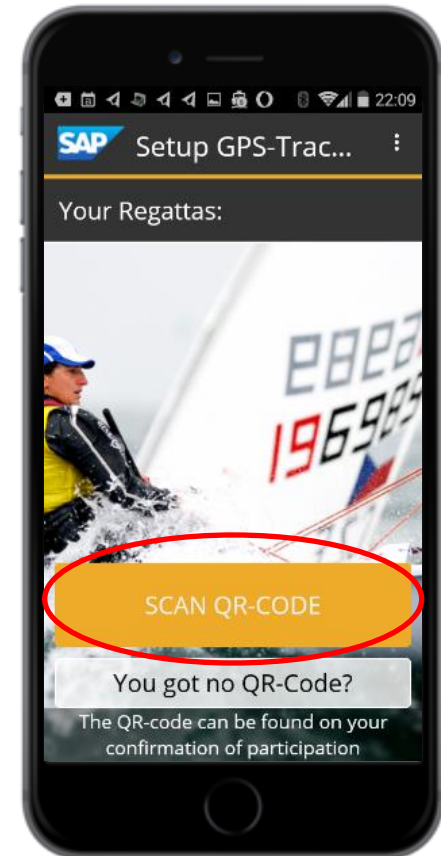 22:09
SAP Setup GPS-Trac...
Your Regattas:
196989
SCAN QR-CODE
You got no QR-Code?
The QR-code can be found on your
confirmation of participation